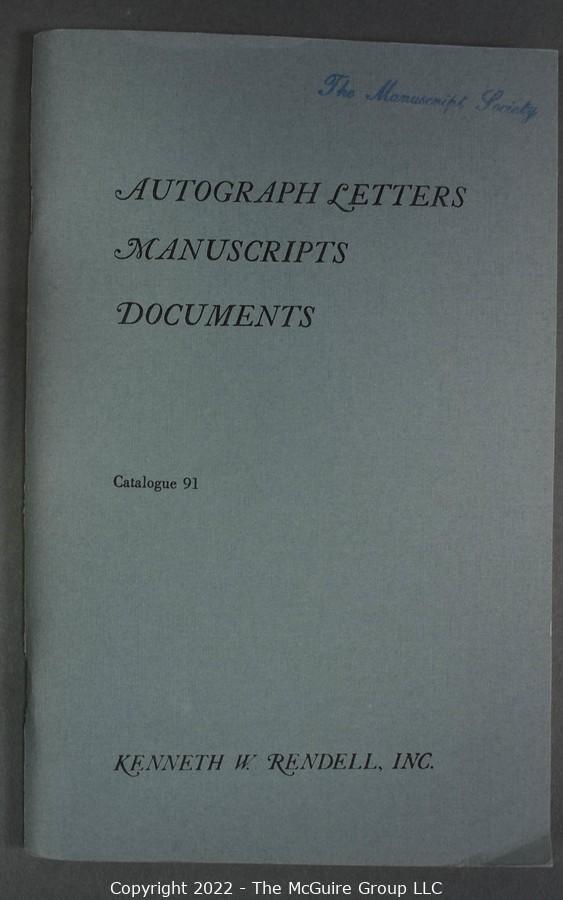 The Manuscript Society
AUTOGRAPH LETTERS
MANUSCRIPTS
DOCUMENTS
Catalogue 91
KENNETH W. RENDELL, INC.
Copyright 2022 - The McGuire Group LLC